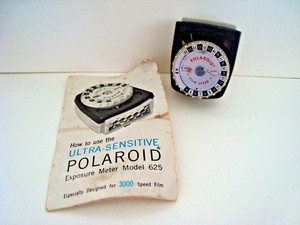 POLAROID
How to use the
ULTRA-SENSITIVE
POLAROID
Exposure Meter Model 625
Especially Designed for 3000 Speed Film